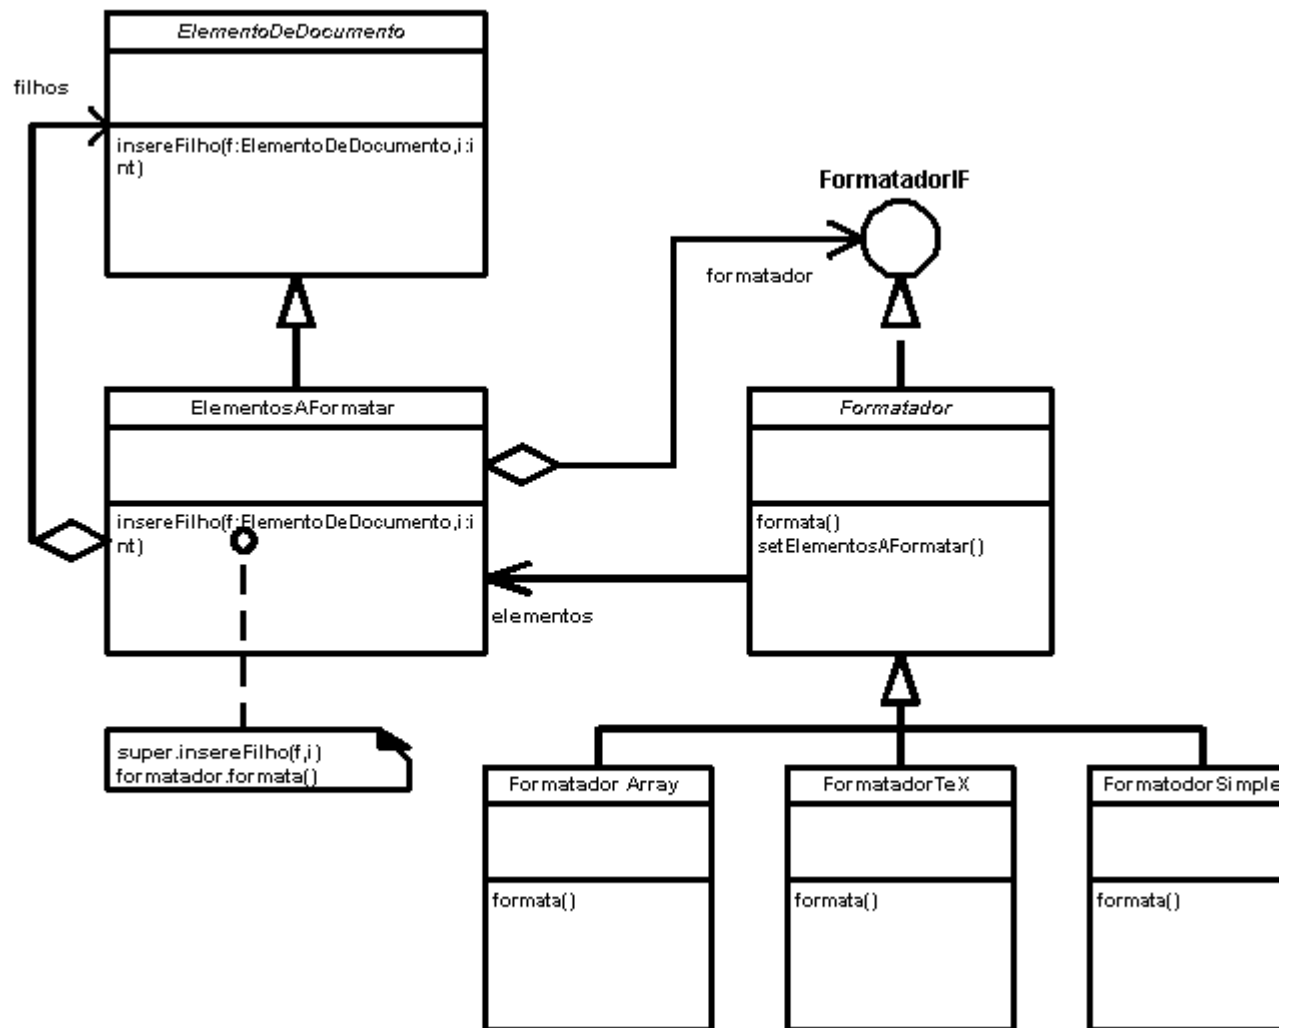 ElementoDeDocumento
filhos
insereFilho(f:ElementoDeDocumento,i:i
nt)
FormatadorIF
formatador
ElementosAFormatar
Formatador
insereFilho(f:ElementoDeDocumento,i:i
nt)
formata()
setElementosAFormatar()
elementos
super.insereFilho(f,i)
formatador.formata()
Formatador Array
FormatadorTeX
FormatodorSimple
formata()
formata()
formata()